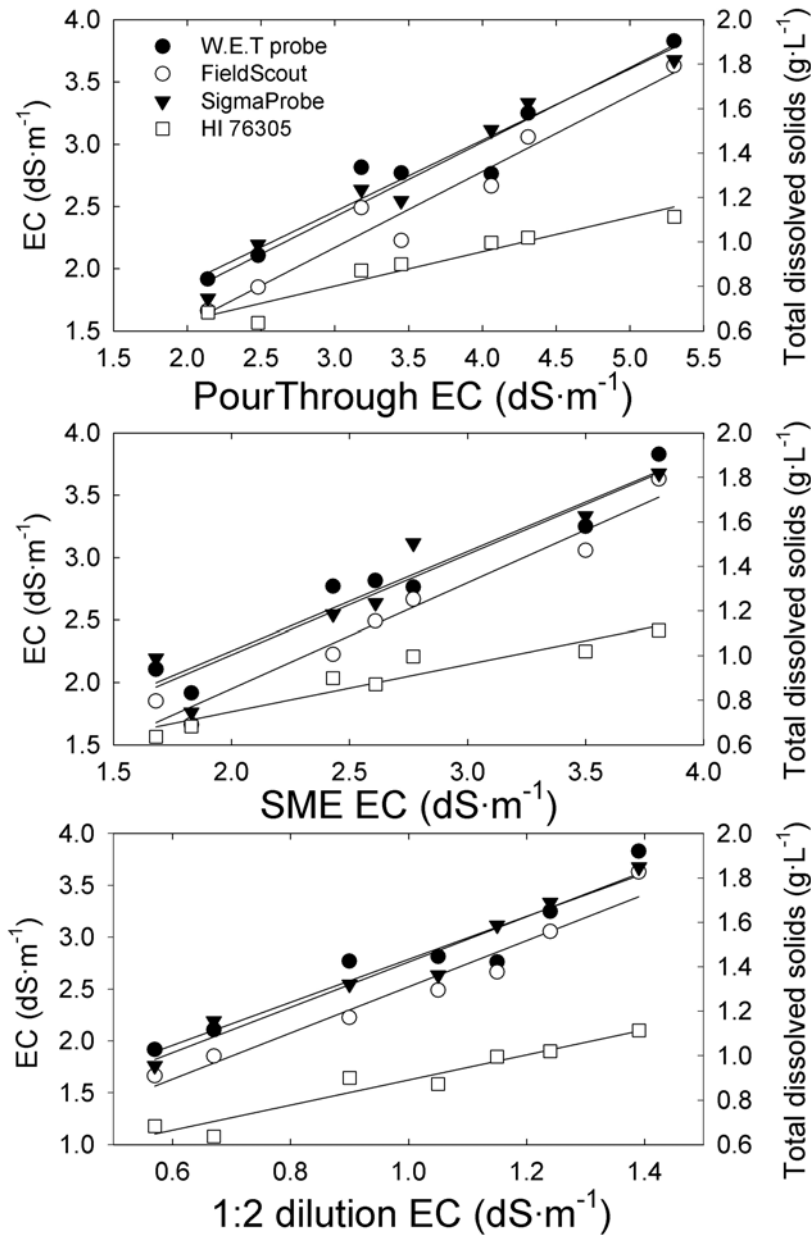 4.0
3.5
3.0
2.5
2.0
1.5
EC (dS·m⁻¹)
W.E.T probe
FieldScout
SigmaProbe
HI 76305
2.0
1.8
1.6
1.4
1.2
1.0
0.8
0.6
Total dissolved solids (g·L⁻¹)
2.0 2.5 3.0 3.5 4.0 4.5 5.0 5.5
PourThrough EC (dS·m⁻¹)
4.0
3.5
3.0
2.5
2.0
1.5
EC (dS·m⁻¹)
2.0
1.8
1.6
1.4
1.2
1.0
0.8
0.6
Total dissolved solids (g·L⁻¹)
1.5 2.0 2.5 3.0 3.5 4.0
SME EC (dS·m⁻¹)
4.0
3.5
3.0
2.5
2.0
1.5
1.0
EC (dS·m⁻¹)
2.0
1.8
1.6
1.4
1.2
1.0
0.8
0.6
Total dissolved solids (g·L⁻¹)
0.6 0.8 1.0 1.2 1.4
1:2 dilution EC (dS·m⁻¹)